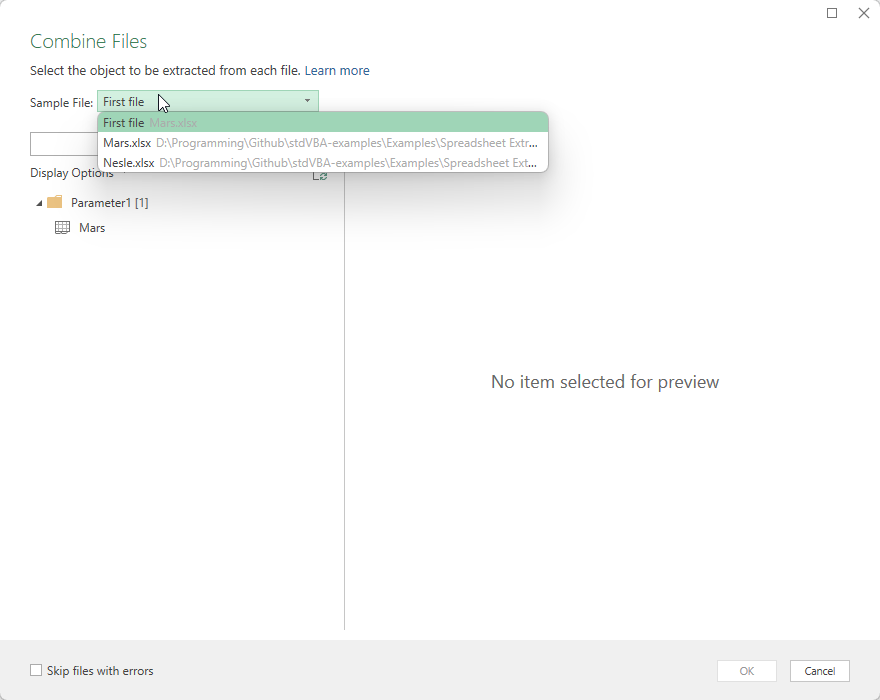 Combine Files
Select the object to be extracted from each file. Learn more
Sample File: First file
First file Mars.xlsx
Mars.xlsx D:\Programming\Github\stdVBA-examples\Examples\Spreadsheet Extr...
Nesle.xlsx D:\Programming\Github\stdVBA-examples\Examples\Spreadsheet Ext...
Display Options
Parameter1 [1]
Mars
No item selected for preview
Skip files with errors
OK
Cancel